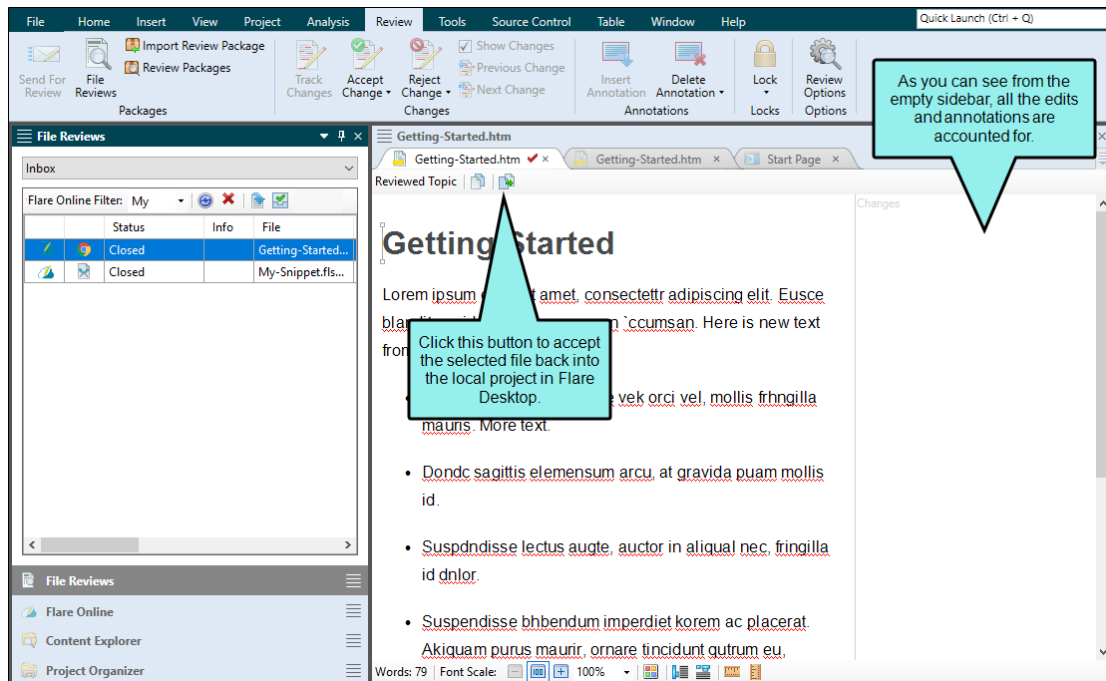 File Home Insert View Project Analysis Review Tools Source Control Table Window Help Quick Launch (Ctrl + Q)
Send For Review
File Reviews
Import Review Package
Review Packages
Packages
Track Changes
Accept Change
Reject Change
Show Changes
Previous Change
Next Change
Changes
Insert Annotation
Delete Annotation
Annotations
Lock
Locks
Review Options
Options
As you can see from the
empty sidebar, all the edits
and annotations are
accounted for.
File Reviews
Inbox
Flare Online Filter: My
Status Info File
Closed Getting-Started...
Closed My-Snippet.fls...
File Reviews
Flare Online
Content Explorer
Project Organizer
Getting-Started.htm
Getting-Started.htm Getting-Started.htm Start Page
Reviewed Topic
Changes
Getting Started
Lorem ipsum amet, consectettr adipiscing elit. Eusce
`ccumsan. Here is new text
Click this button to accept
the selected file back into
the local project in Flare
Desktop.
vek orci vel, mollis frhngilla
mauris. More text.
• Dondc sagittis elemensum arcu, at gravida puam mollis
id.
• Suspdndisse lectus augte, auctor in aliqual nec, fringilla
id dnlor.
• Suspendisse bhbendum imperdiet korem ac placerat.
Akiquam purus maurir, ornare tincidunt qutrum eu,
Words: 79 Font Scale: 100%